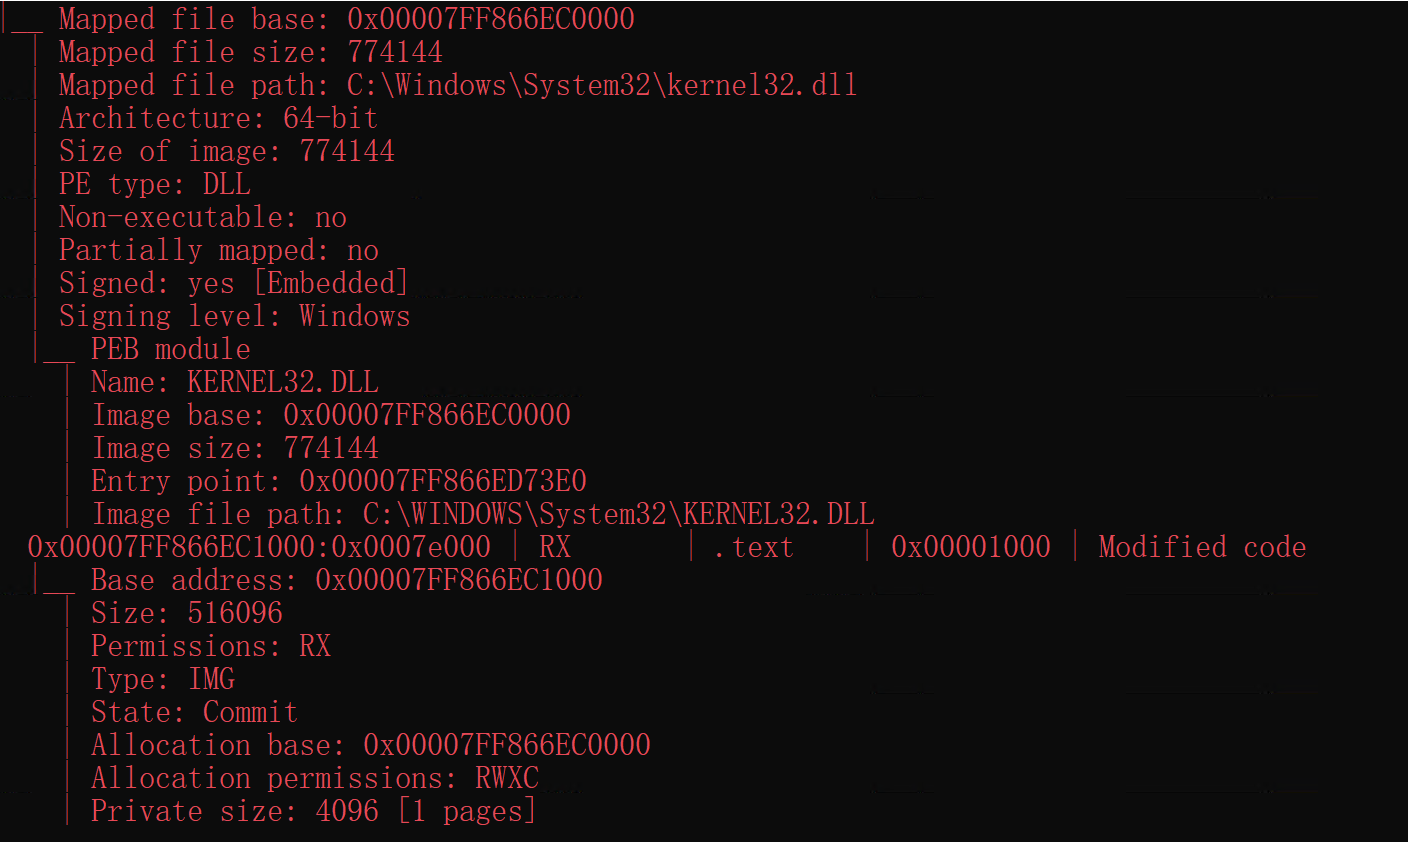 |__ Mapped file base: 0x00007FF866EC0000
| Mapped file size: 774144
| Mapped file path: C:\Windows\System32\kernel32.dll
| Architecture: 64-bit
| Size of image: 774144
| PE type: DLL
| Non-executable: no
| Partially mapped: no
| Signed: yes [Embedded]
| Signing level: Windows
|__ PEB module
| Name: KERNEL32.DLL
| Image base: 0x00007FF866EC0000
| Image size: 774144
| Entry point: 0x00007FF866ED73E0
| Image file path: C:\WINDOWS\System32\KERNEL32.DLL
0x00007FF866EC1000:0x0007e000 | RX | .text | 0x00001000 | Modified code
|__ Base address: 0x00007FF866EC1000
| Size: 516096
| Permissions: RX
| Type: IMG
| State: Commit
| Allocation base: 0x00007FF866EC0000
| Allocation permissions: RWXC
| Private size: 4096 [1 pages]